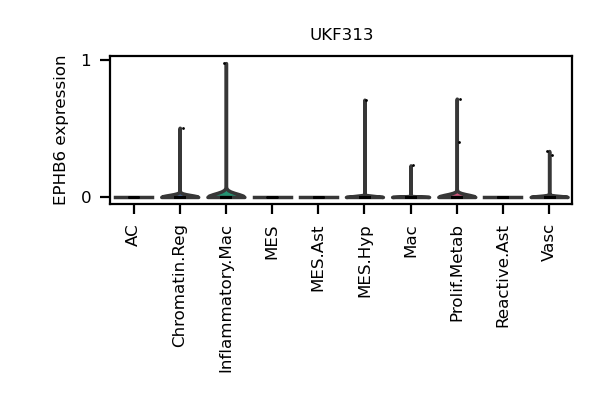 UKF313
EPHB6 expression
1
0
AC
Chromatin.Reg
Inflammatory.Mac
MES
MES.Ast
MES.Hyp
Mac
Prolif.Metab
Reactive.Ast
Vasc